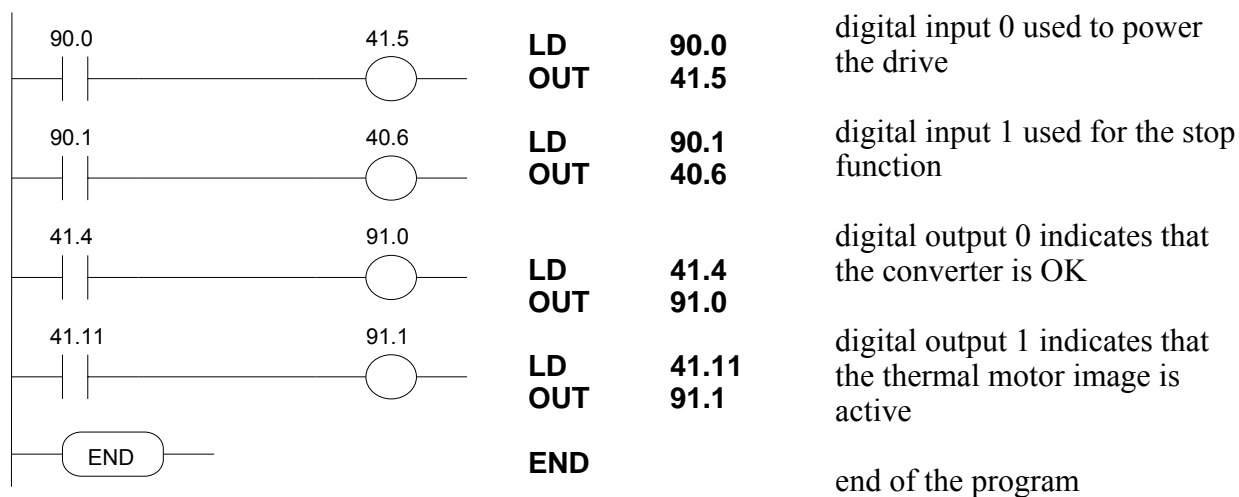 90.0 41.5 LD 90.0 digital input 0 used to power
OUT 41.5 the drive
90.1 40.6 LD 90.1 digital input 1 used for the stop
OUT 40.6 function
41.4 91.0 digital output 0 indicates that
LD 41.4 the converter is OK
OUT 91.0
41.11 91.1 digital output 1 indicates that
LD 41.11 the thermal motor image is
OUT 91.1 active
END END
end of the program